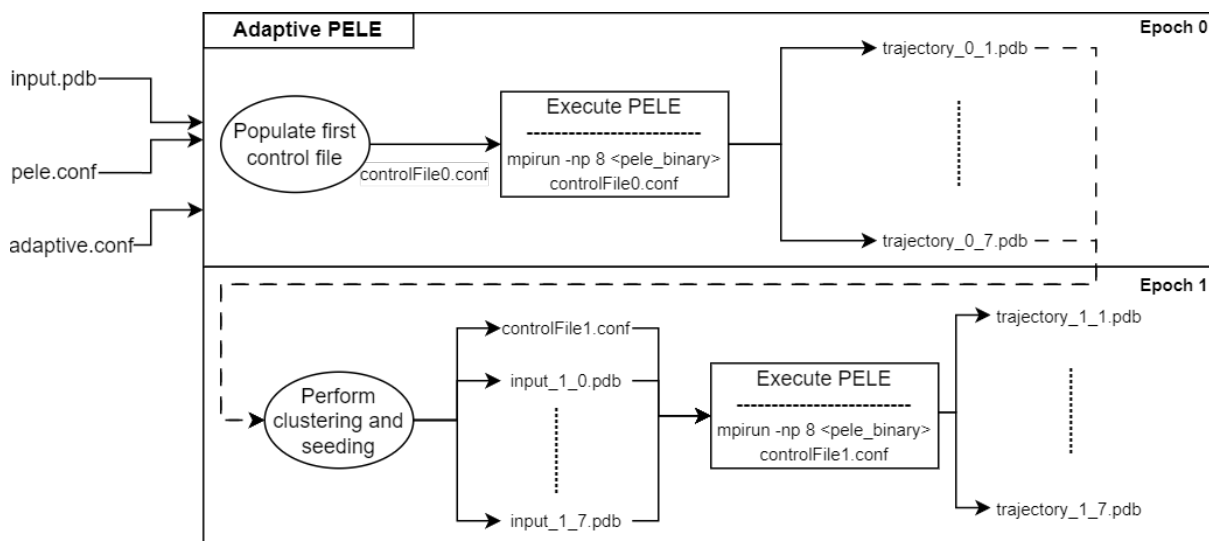 Adaptive PELE
Epoch 0
input.pdb
pele.conf
adaptive.conf
Populate first
control file
controlFile0.conf
Execute PELE
mpirun -np 8 <pele_binary>
controlFile0.conf
trajectory_0_1.pdb
trajectory_0_7.pdb
Epoch 1
Perform
clustering and
seeding
controlFile1.conf
input_1_0.pdb
input_1_7.pdb
Execute PELE
mpirun -np 8 <pele_binary>
controlFile1.conf
trajectory_1_1.pdb
trajectory_1_7.pdb